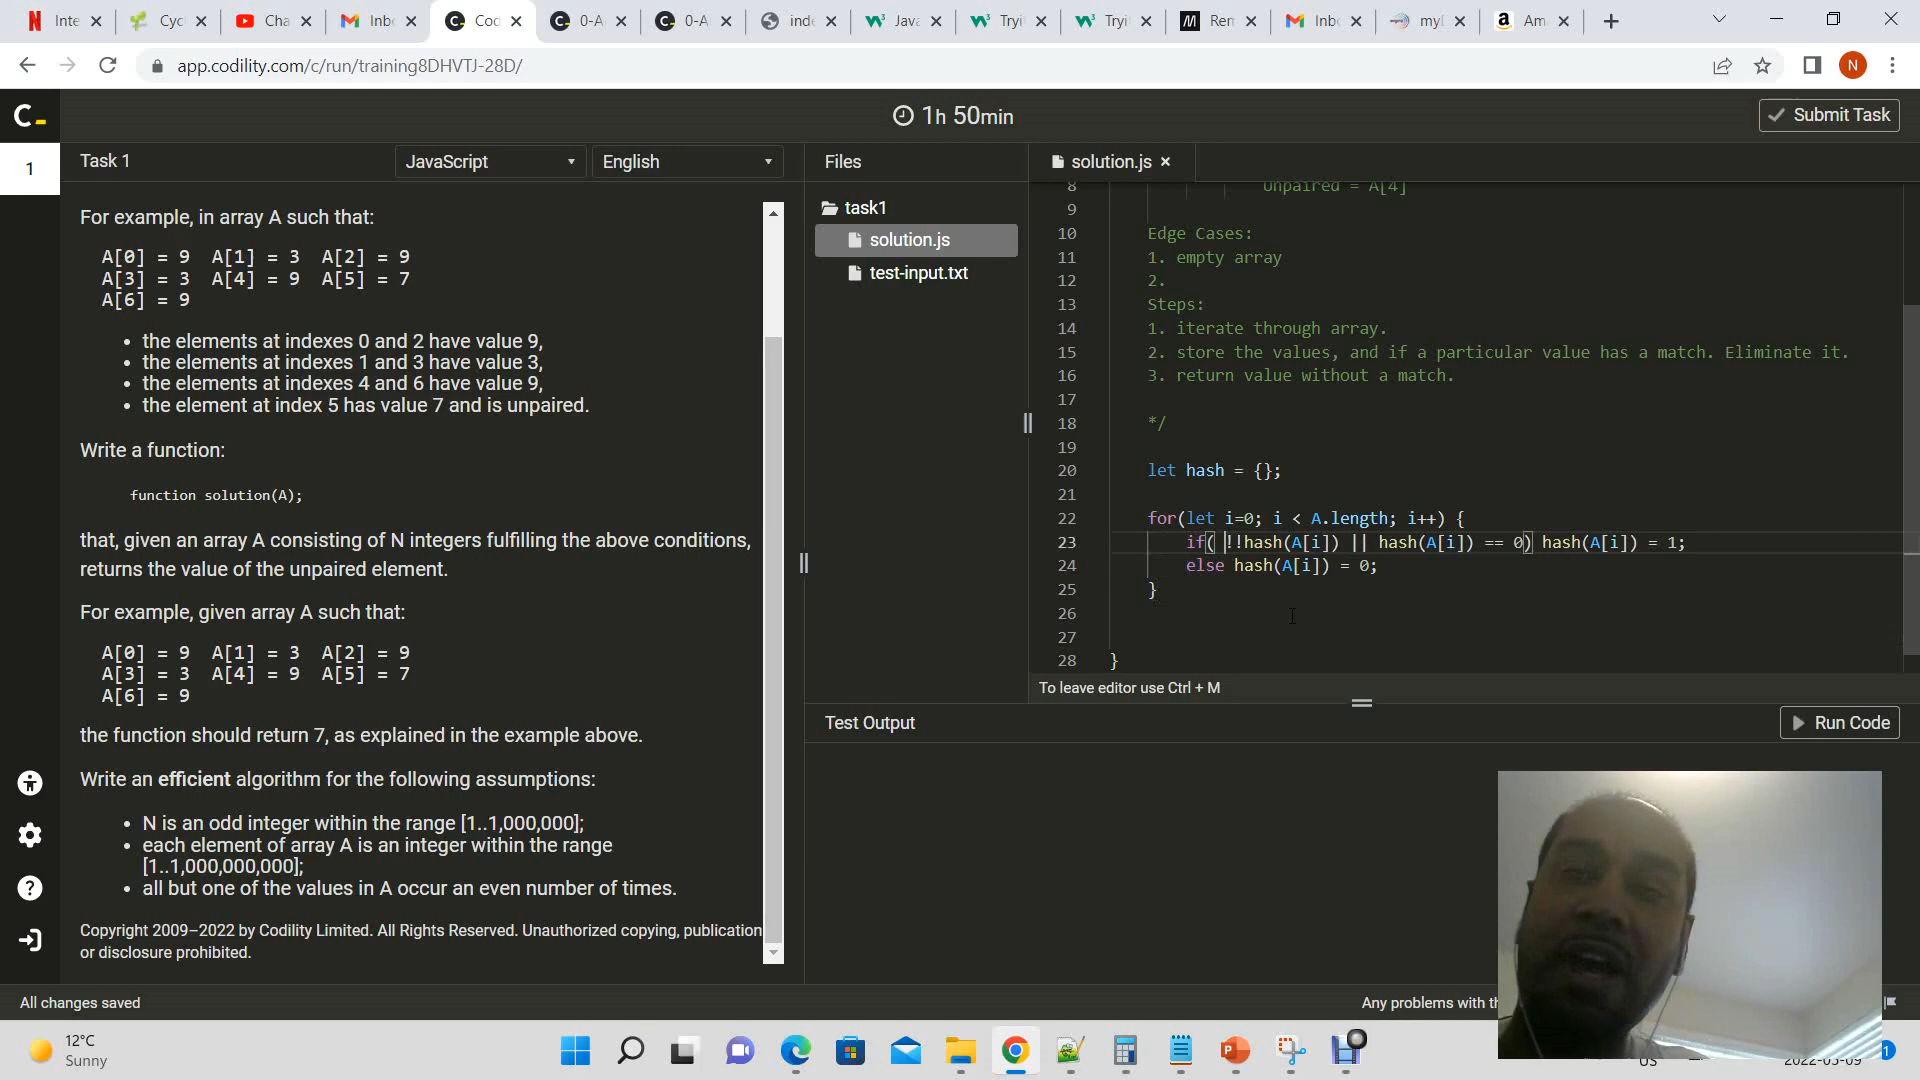 Inte
Cyc
Cha
Inb
Cod
0-A
0-A
inde
Java
Tryi
Tryi
Rem
Inb
myl
Am
app.codility.com/c/run/training8DHVTJ-28D/
N
C_
1h 50min
Submit Task
1
Task 1
JavaScript
English
Files
solution.js
For example, in array A such that:
A[0] = 9 A[1] = 3 A[2] = 9
A[3] = 3 A[4] = 9 A[5] = 7
A[6] = 9
• the elements at indexes 0 and 2 have value 9,
• the elements at indexes 1 and 3 have value 3,
• the elements at indexes 4 and 6 have value 9,
• the element at index 5 has value 7 and is unpaired.
Write a function:
function solution(A);
that, given an array A consisting of N integers fulfilling the above conditions,
returns the value of the unpaired element.
For example, given array A such that:
A[0] = 9 A[1] = 3 A[2] = 9
A[3] = 3 A[4] = 9 A[5] = 7
A[6] = 9
the function should return 7, as explained in the example above.
Write an efficient algorithm for the following assumptions:
• N is an odd integer within the range [1..1,000,000];
• each element of array A is an integer within the range
[1..1,000,000,000];
• all but one of the values in A occur an even number of times.
Copyright 2009–2022 by Codility Limited. All Rights Reserved. Unauthorized copying, publication
or disclosure prohibited.
task1
solution.js
test-input.txt
8 Unpaired = A[4]
9
10 Edge Cases:
11 1. empty array
12 2.
13 Steps:
14 1. iterate through array.
15 2. store the values, and if a particular value has a match. Eliminate it.
16 3. return value without a match.
17
18 */
19
20 let hash = {};
21
22 for(let i=0; i < A.length; i++) {
23 if( !!hash(A[i]) || hash(A[i]) == 0) hash(A[i]) = 1;
24 else hash(A[i]) = 0;
25 }
26
27
28 }
To leave editor use Ctrl + M
Test Output
Run Code
All changes saved
Any problems with th
12°C
Sunny
US
2022-05-09
1